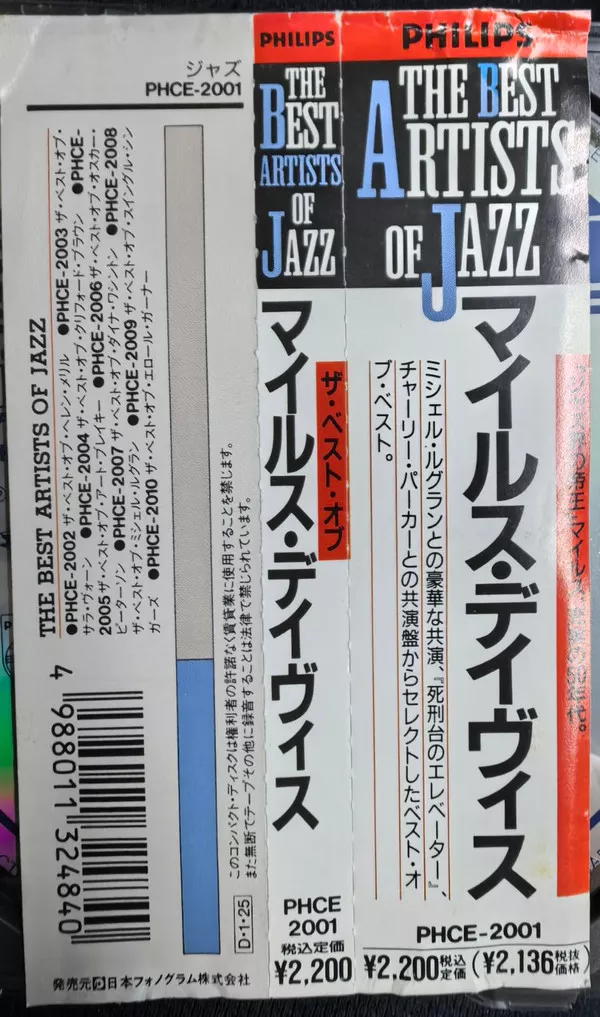 ジャズ
PHCE-2001
THE BEST ARTISTS OF JAZZ
●PHCE-2002 ザ・ベスト・オブ・ヘレン・メリル ●PHCE-2003 ザ・ベスト・オブ・
サラ・ヴォーン ●PHCE-2004 ザ・ベスト・オブ・クリフォード・ブラウン ●PHCE-
2005 ザ・ベスト・オブ・アート・ブレイキー ●PHCE-2006 ザ・ベスト・オブ・オスカー・
ピーターソン ●PHCE-2007 ザ・ベスト・オブ・ダイナ・ワシントン ●PHCE-2008
ザ・ベスト・オブ・ミシェル・ルグラン ●PHCE-2009 ザ・ベスト・オブ・スイングル・シン
ガーズ ●PHCE-2010 ザ・ベスト・オブ・エロール・ガーナー
4 988011 324840
このコンパクト・ディスクは権利者の許諾なく賃貸業に使用することを禁じます。
また無断でテープその他に録音することは法律で禁じられています。
D・1・25
発売元 日本フォノグラム株式会社
PHILIPS
THE
BEST
ARTISTS
OF
JAZZ
ザ・ベスト・オブ
マイルス・デイヴィス
PHCE
2001
税込定価
¥2,200
PHILIPS
THE BEST
ARTISTS
OF JAZZ
マイルス・デイヴィス
ミシェル・ルグランとの豪華な共演、『死刑台のエレベーター』、
チャーリー・パーカーとの共演盤からセレクトしたベスト・オ
ブ・ベスト。
PHCE-2001
¥2,200税込定価(¥2,136税抜価格)